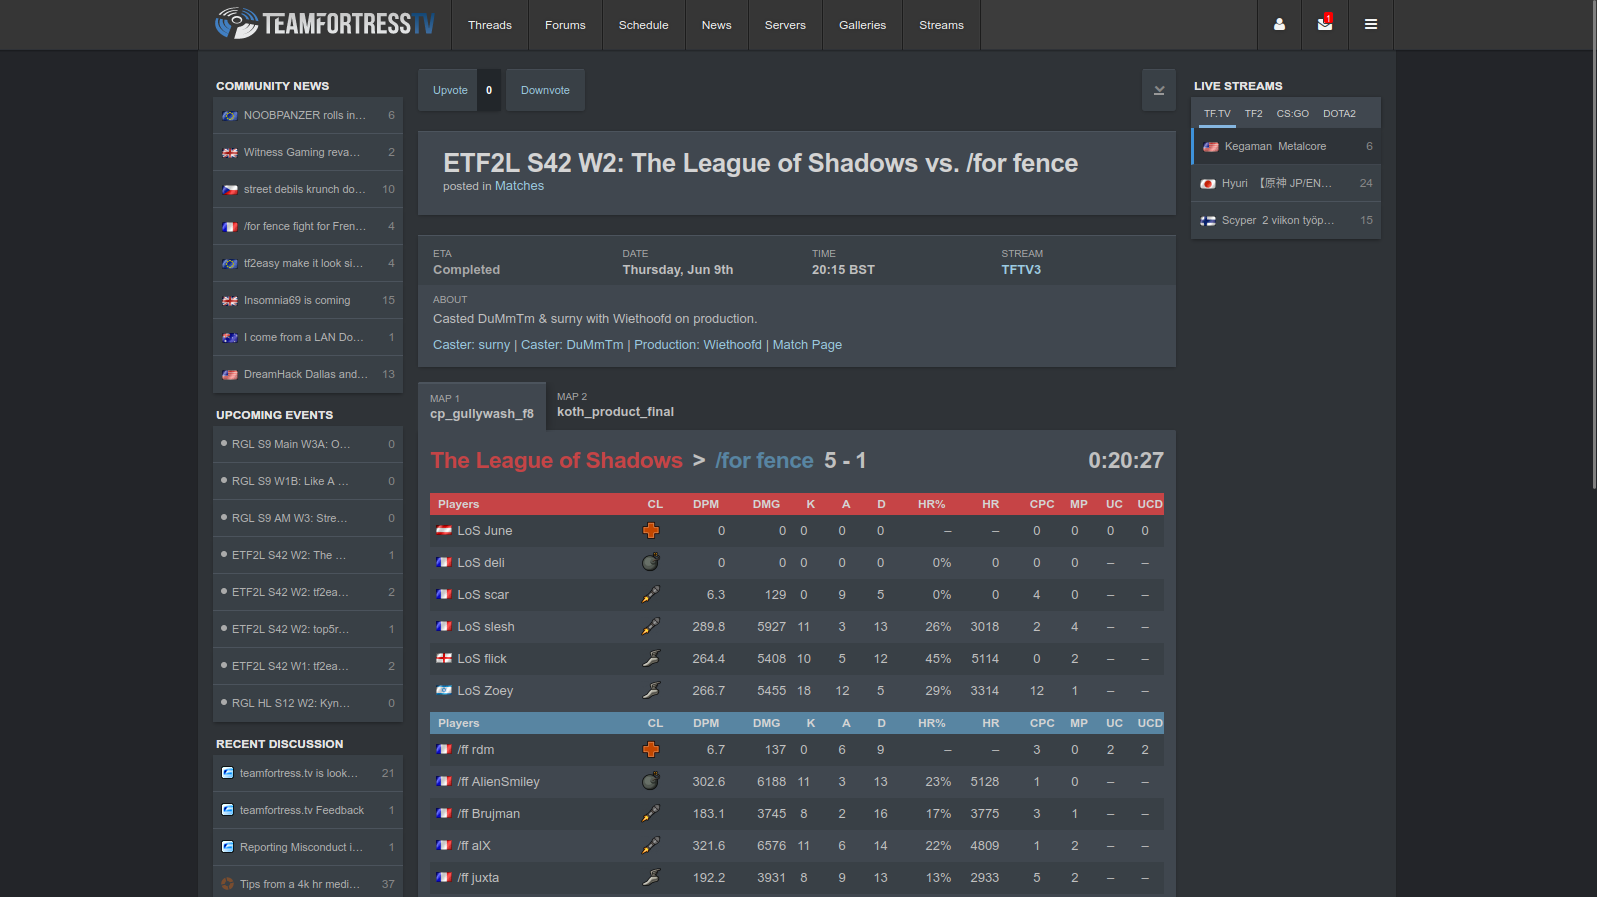 TEAMFORTRESSTV Threads Forums Schedule News Servers Galleries Streams 1
COMMUNITY NEWS
NOOBPANZER rolls in... 6
Witness Gaming reva... 2
street debils krunch do... 10
/for fence fight for Fren... 4
tf2easy make it look si... 4
Insomnia69 is coming 15
I come from a LAN Do... 1
DreamHack Dallas and... 13
UPCOMING EVENTS
RGL S9 Main W3A: O... 0
RGL S9 W1B: Like A ... 0
RGL S9 AM W3: Stre... 0
ETF2L S42 W2: The ... 1
ETF2L S42 W2: tf2ea... 2
ETF2L S42 W2: top5r... 1
ETF2L S42 W1: tf2ea... 2
RGL HL S12 W2: Kyn... 0
RECENT DISCUSSION
teamfortress.tv is look... 21
teamfortress.tv Feedback 1
Reporting Misconduct i... 1
Tips from a 4k hr medi... 37
Upvote 0 Downvote
ETF2L S42 W2: The League of Shadows vs. /for fence
posted in Matches
ETA DATE TIME STREAM
Completed Thursday, Jun 9th 20:15 BST TFTV3
ABOUT
Casted DuMmTm & surny with Wiethoofd on production.
Caster: surny | Caster: DuMmTm | Production: Wiethoofd | Match Page
MAP 1 MAP 2
cp_gullywash_f8 koth_product_final
The League of Shadows > /for fence 5 - 1 0:20:27
Players CL DPM DMG K A D HR% HR CPC MP UC UCD
LoS June 0 0 0 0 0 – – 0 0 0 0
LoS deli 0 0 0 0 0 0% 0 0 0 – –
LoS scar 6.3 129 0 9 5 0% 0 4 0 – –
LoS slesh 289.8 5927 11 3 13 26% 3018 2 4 – –
LoS flick 264.4 5408 10 5 12 45% 5114 0 2 – –
LoS Zoey 266.7 5455 18 12 5 29% 3314 12 1 – –
Players CL DPM DMG K A D HR% HR CPC MP UC UCD
/ff rdm 6.7 137 0 6 9 – – 3 0 2 2
/ff AlienSmiley 302.6 6188 11 3 13 23% 5128 1 0 – –
/ff Brujman 183.1 3745 8 2 16 17% 3775 3 1 – –
/ff alX 321.6 6576 11 6 14 22% 4809 1 2 – –
/ff juxta 192.2 3931 8 9 13 13% 2933 5 2 – –
LIVE STREAMS
TF.TV TF2 CS:GO DOTA2
Kegaman Metalcore 6
Hyuri 【原神 JP/EN... 24
Scyper 2 viikon työp... 15